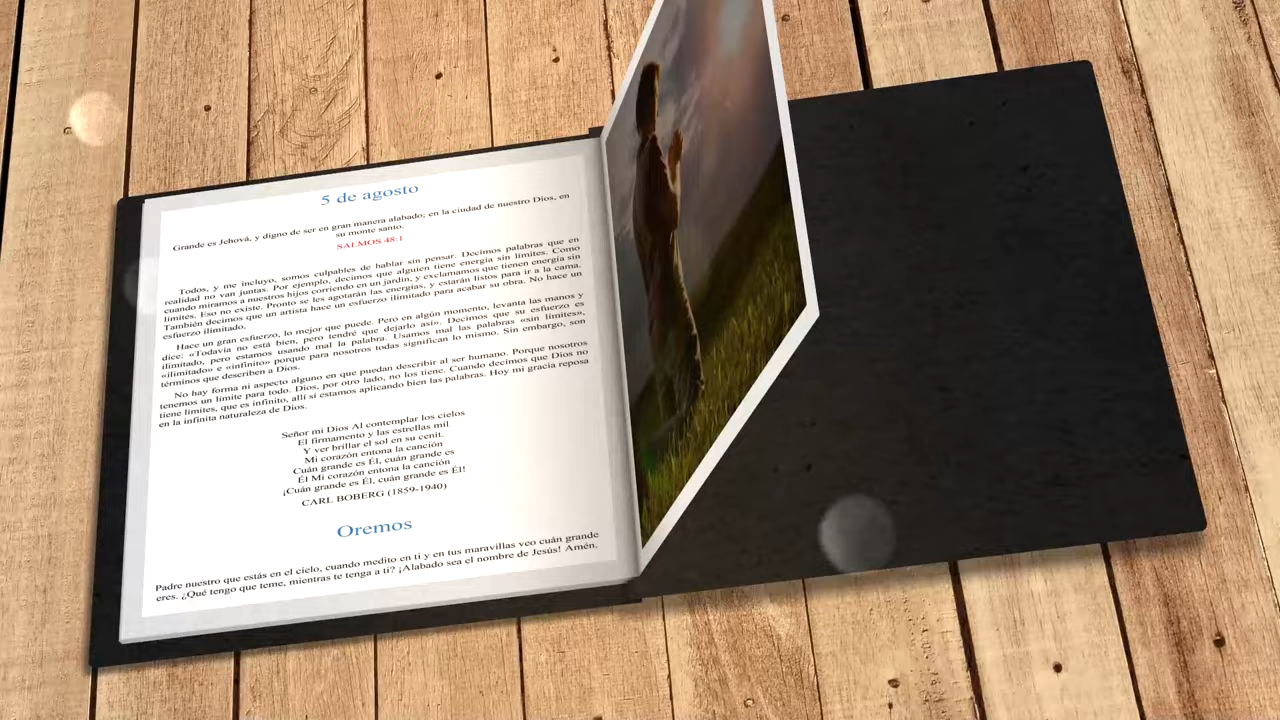 5 de agosto
Grande es Jehová, y digno de ser en gran manera alabado; en la ciudad de nuestro Dios, en
su monte santo.
SALMOS 48:1
Todos, y me incluyo, somos culpables de hablar sin pensar. Decimos palabras que en
realidad no van juntas. Por ejemplo, decimos que alguien tiene energía sin límites. Como
cuando miramos a nuestros hijos corriendo en un jardín, y exclamamos que tienen energía sin
límites. Eso no existe. Pronto se les agotarán las energías, y estarán listos para ir a la cama.
También decimos que un artista hace un esfuerzo ilimitado para acabar su obra. No hace un
esfuerzo ilimitado.
Hace un gran esfuerzo, lo mejor que puede. Pero en algún momento, levanta las manos y
dice: «Todavía no está bien, pero tendré que dejarlo así». Decimos que su esfuerzo es
ilimitado, pero estamos usando mal la palabra. Usamos mal las palabras «sin límites»,
«ilimitado» e «infinito» porque para nosotros todas significan lo mismo. Sin embargo, son
términos que describen a Dios.
No hay forma ni aspecto alguno en que puedan describir al ser humano. Porque nosotros
tenemos un límite para todo. Dios, por otro lado, no los tiene. Cuando decimos que Dios no
tiene límites, que es infinito, allí sí estamos aplicando bien las palabras. Hoy mi gracia reposa
en la infinita naturaleza de Dios.
Señor mi Dios Al contemplar los cielos
El firmamento y las estrellas mil
Y ver brillar el sol en su cenit.
Mi corazón entona la canción
Cuán grande es Él, cuán grande es
Él Mi corazón entona la canción
¡Cuán grande es Él, cuán grande es Él!
CARL BOBERG (1859-1940)
Oremos
Padre nuestro que estás en el cielo, cuando medito en ti y en tus maravillas veo cuán grande
eres. ¿Qué tengo que teme, mientras te tenga a ti? ¡Alabado sea el nombre de Jesús! Amén.